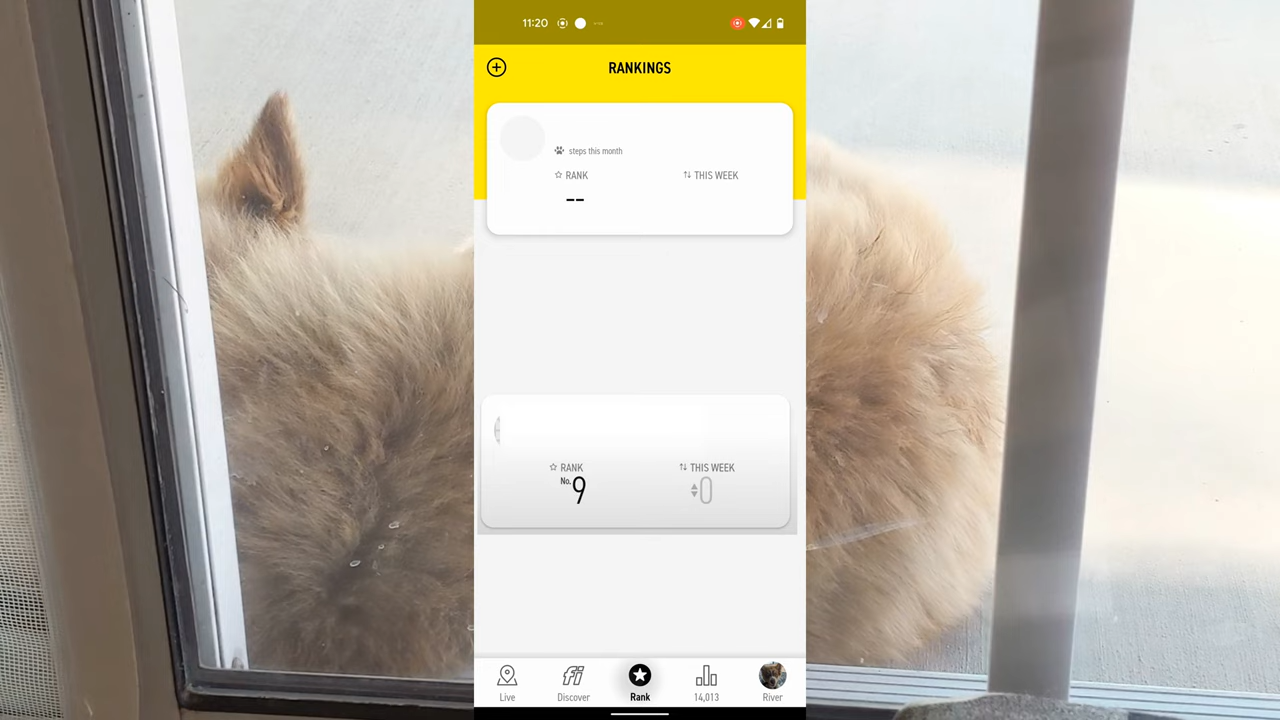 11:20
RANKINGS
steps this month
RANK
THIS WEEK
--
RANK
THIS WEEK
No. 9
0
Live
fi
Discover
Rank
14,013
River